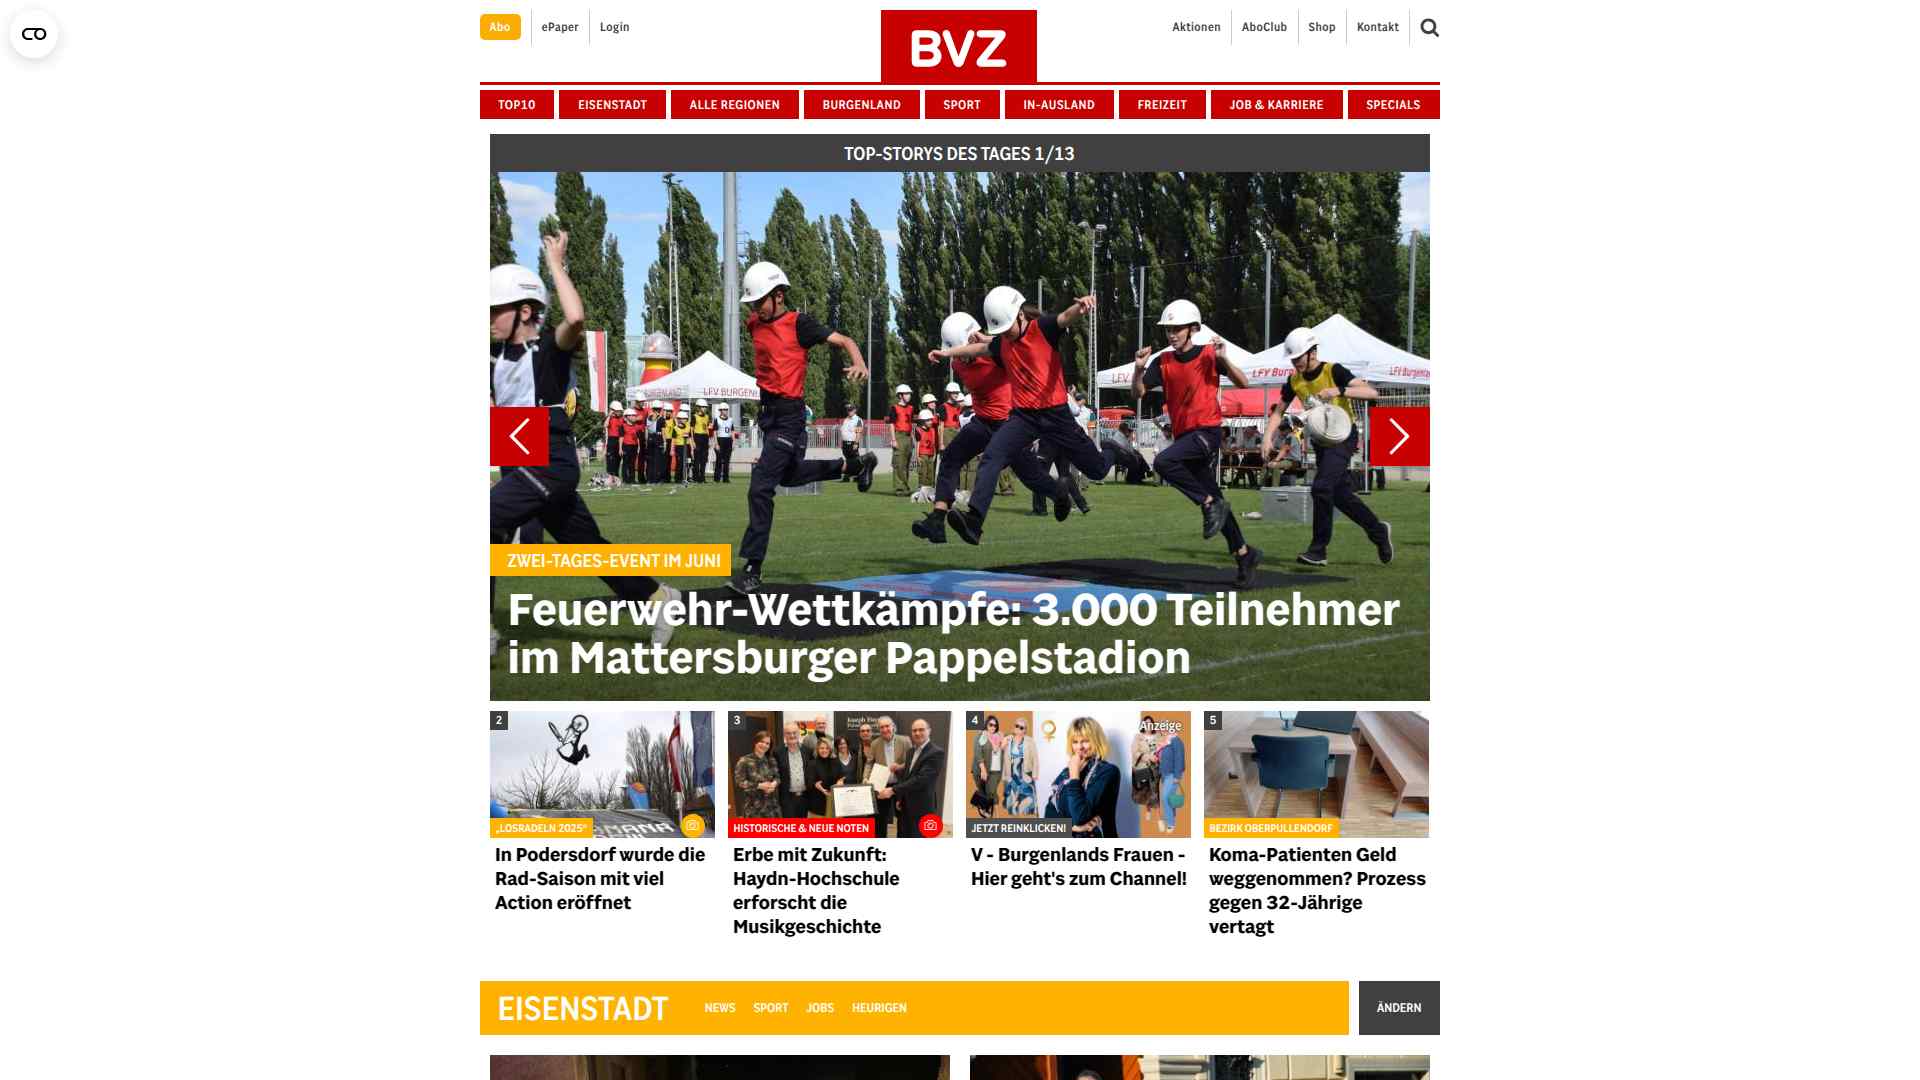 Abo
ePaper
Login
BVZ
Aktionen
AboClub
Shop
Kontakt
TOP10
EISENSTADT
ALLE REGIONEN
BURGENLAND
SPORT
IN-AUSLAND
FREIZEIT
JOB & KARRIERE
SPECIALS
TOP-STORYS DES TAGES 1/13
ZWEI-TAGES-EVENT IM JUNI
Feuerwehr-Wettkämpfe: 3.000 Teilnehmer
im Mattersburger Pappelstadion
2
„LOSRADELN 2025“
In Podersdorf wurde die
Rad-Saison mit viel
Action eröffnet
3
HISTORISCHE & NEUE NOTEN
Erbe mit Zukunft:
Haydn-Hochschule
erforscht die
Musikgeschichte
4
Anzeige
JETZT REINKLICKEN!
V - Burgenlands Frauen -
Hier geht's zum Channel!
5
BEZIRK OBERPULLENDORF
Koma-Patienten Geld
weggenommen? Prozess
gegen 32-Jährige
vertagt
EISENSTADT
NEWS
SPORT
JOBS
HEURIGEN
ÄNDERN